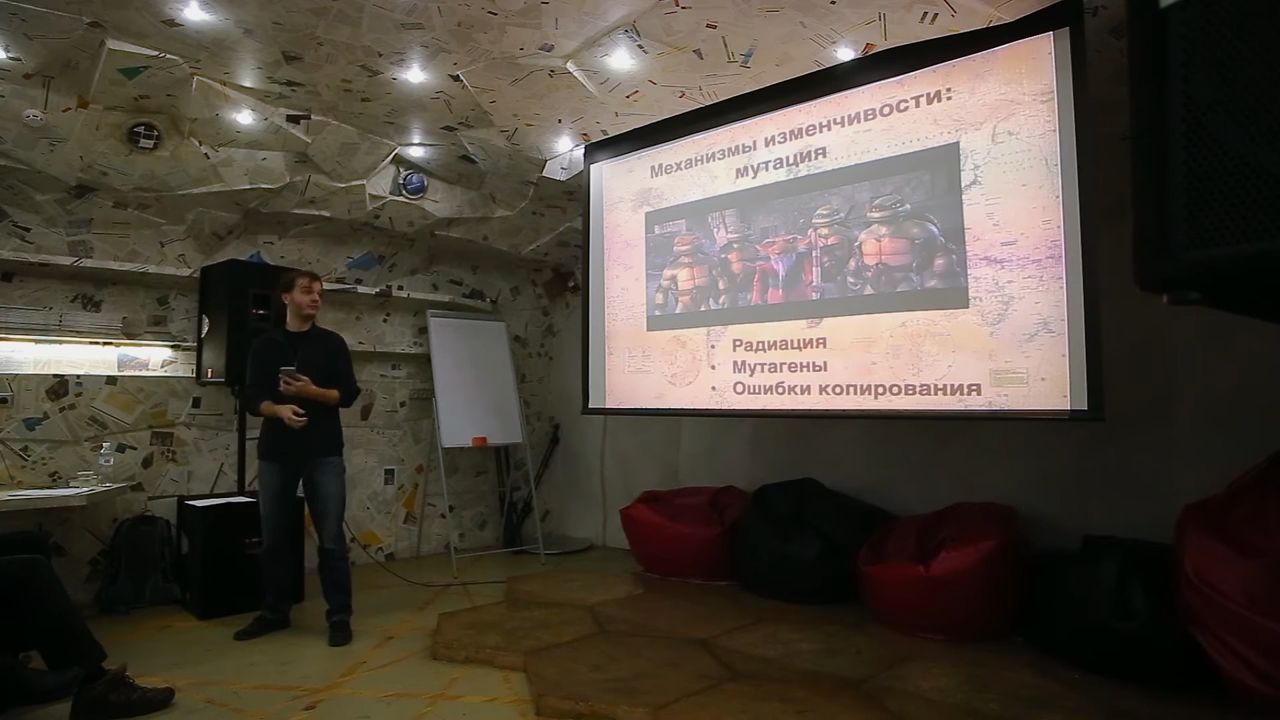 Механизмы изменчивости:
мутация
• Радиация
• Мутагены
• Ошибки копирования